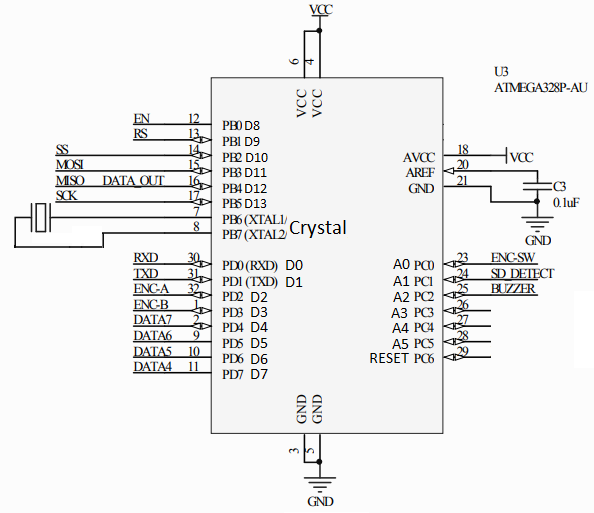 VCC
6 4
VCC VCC
U3
ATMEGA328P-AU
EN 12 PB0 D8
RS 13 PB1 D9
SS 14 PB2 D10
MOSI 15 PB3 D11
MISO DATA_OUT 16 PB4 D12
SCK 17 PB5 D13
7 PB6 (XTAL1/
8 PB7 (XTAL2/
Crystal
AVCC 18 VCC
AREF 20
GND 21
C3
0.1uF
GND
RXD 30 PD0 (RXD) D0
TXD 31 PD1 (TXD) D1
ENC-A 32 PD2 D2
ENC-B 1 PD3 D3
DATA7 2 PD4 D4
DATA6 9 PD5 D5
DATA5 10 PD6 D6
DATA4 11 PD7 D7
A0 PC0 23 ENC-SW
A1 PC1 24 SD_DETECT
A2 PC2 25 BUZZER
A3 PC3 26
A4 PC4 27
A5 PC5 28
RESET PC6 29
GND GND
3 5
GND